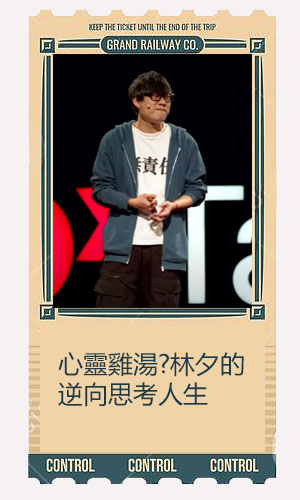 KEEP THE TICKET UNTIL THE END OF THE TRIP
GRAND RAILWAY CO.
責任
Ta
心靈雞湯?林夕的
逆向思考人生
CONTROL CONTROL CONTROL